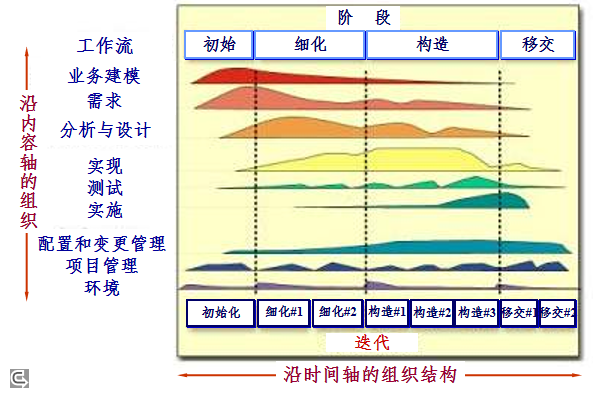 阶 段
工作流
初始 细化 构造 移交
业务建模
需求
分析与设计
实现
测试
实施
配置和变更管理
项目管理
环境
沿内容轴的组织
初始化 细化#1 细化#2 构造#1 构造#2 构造#3 移交#1 移交#2
迭代
沿时间轴的组织结构